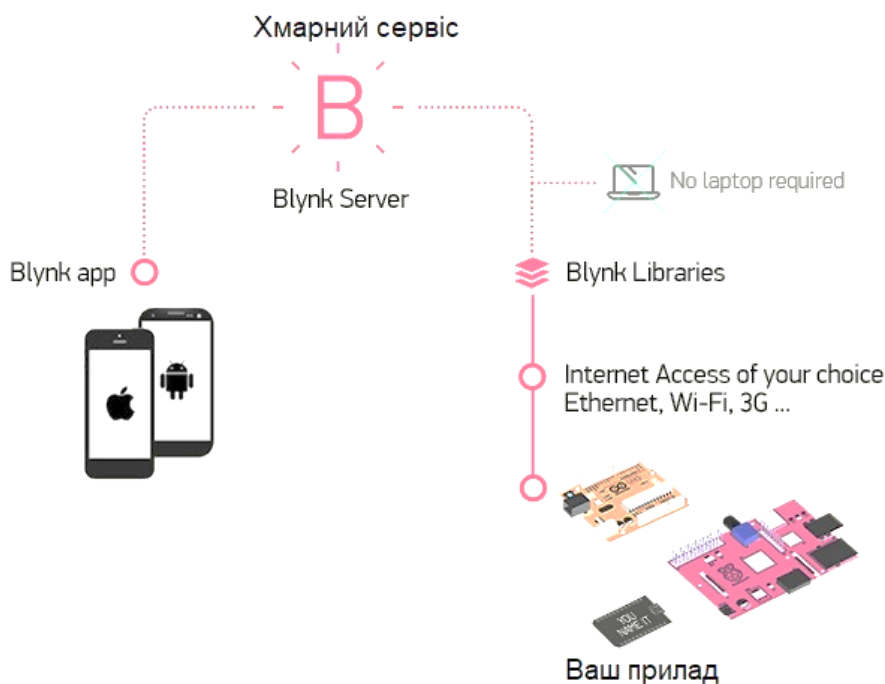 Хмарний сервіс
B
Blynk Server
No laptop required
Blynk app
Blynk Libraries
Internet Access of your choice
Ethernet, Wi-Fi, 3G ...
YOU
NAME IT
Ваш прилад